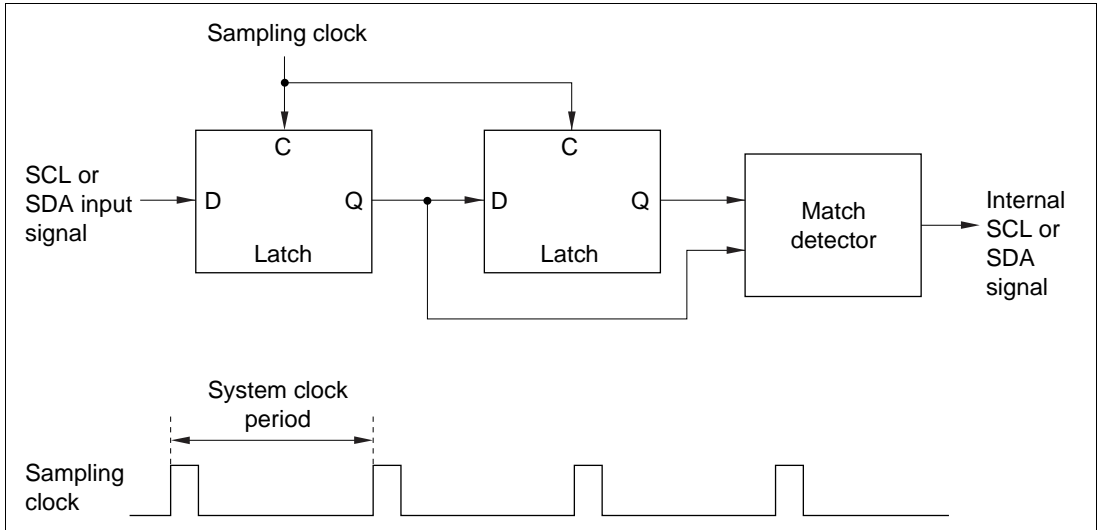 Sampling clock
C
C
SCL or
SDA input
signal
D
Q
D
Q
Latch
Latch
Match
detector
Internal
SCL or
SDA
signal
System clock
period
Sampling
clock